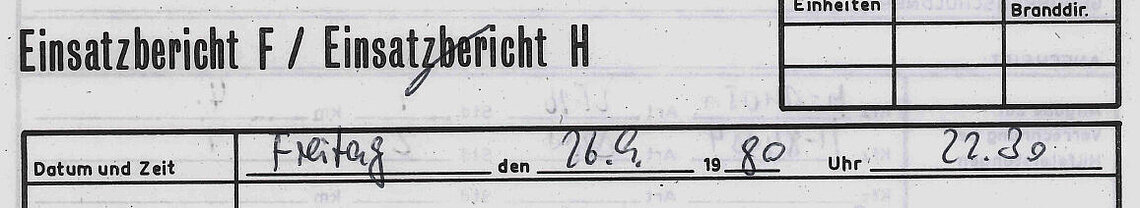 Einheiten
Branddir.
Einsatzbericht F / Einsatzbericht H
Datum und Zeit Freitag den 26.9. 19 80 Uhr 22.30